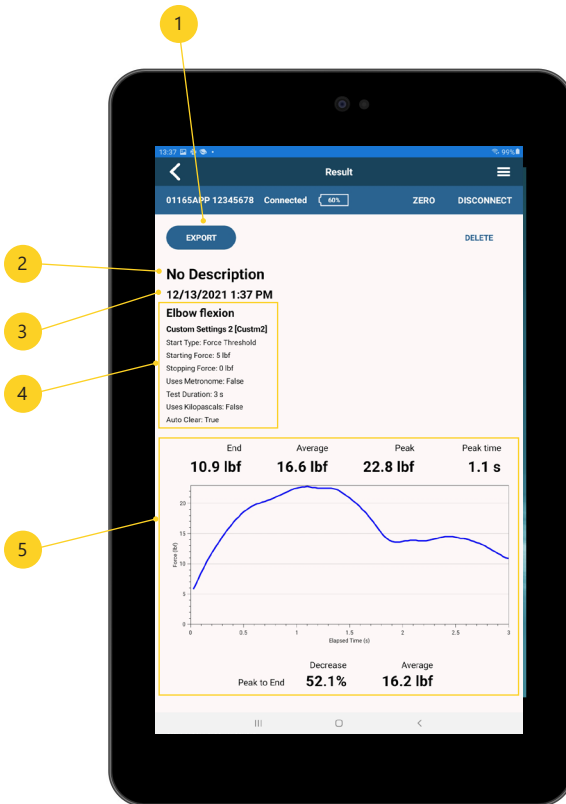 1
13:37 99%
Result
01165APP 12345678 Connected 60% ZERO DISCONNECT
EXPORT DELETE
2
No Description
3
12/13/2021 1:37 PM
Elbow flexion
Custom Settings 2 [Custm2]
Start Type: Force Threshold
Starting Force: 5 lbf
4
Stopping Force: 0 lbf
Uses Metronome: False
Test Duration: 3 s
Uses Kilopascals: False
Auto Clear: True
End Average Peak Peak time
10.9 lbf 16.6 lbf 22.8 lbf 1.1 s
5
Force (lbf)
20
15
10
5
0
0 0.5 1 1.5 2 2.5 3
Elapsed Time (s)
Decrease Average
Peak to End 52.1% 16.2 lbf